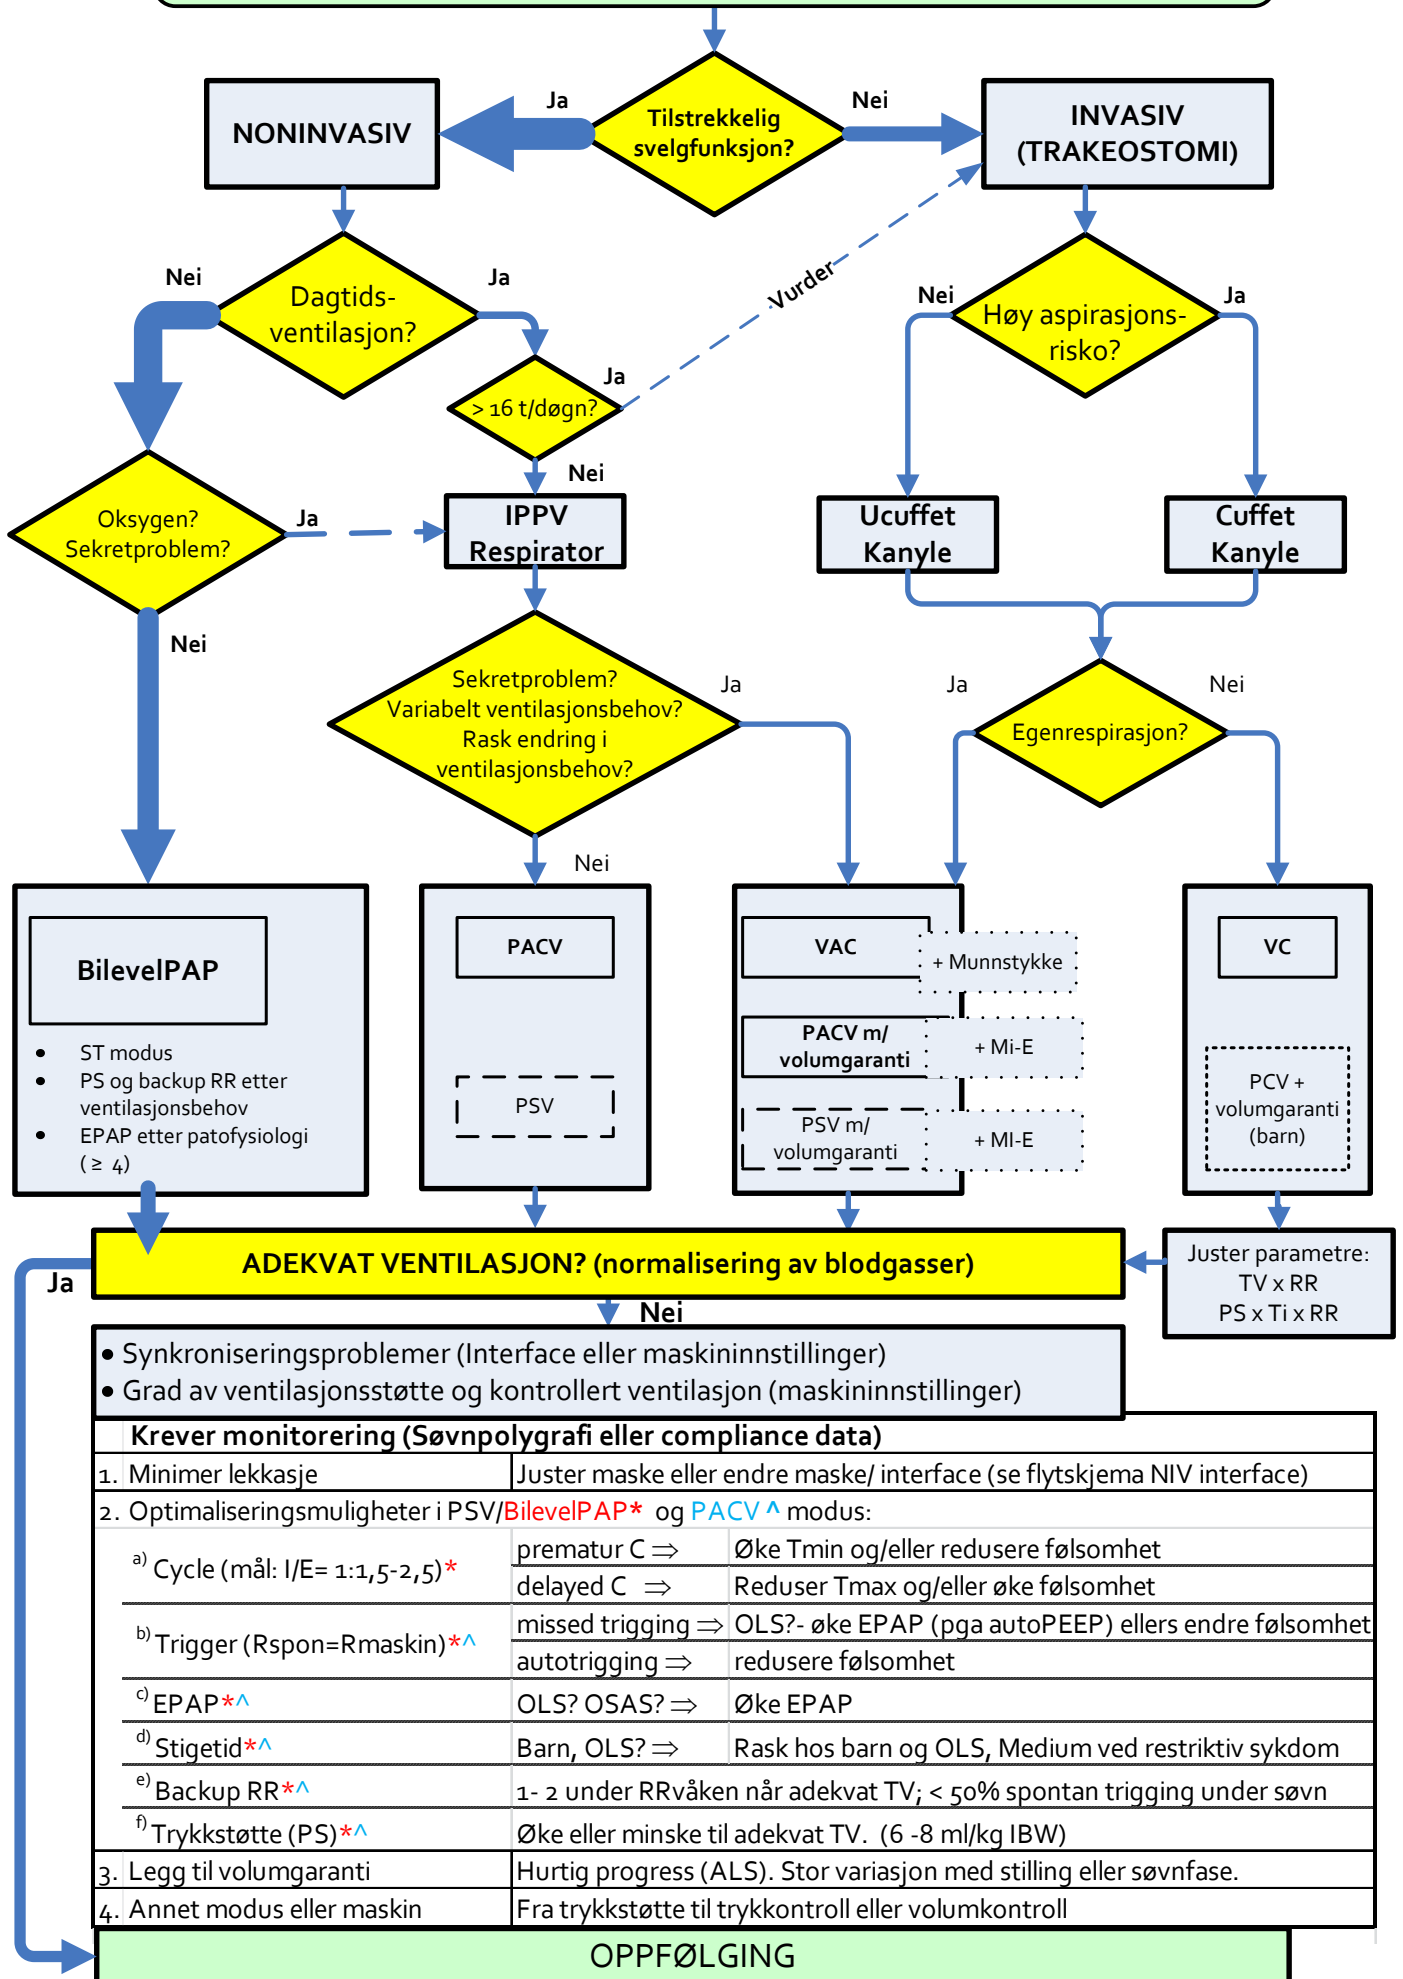 Tilstrekkelig
svelgfunksjon?
Ja
Nei
NONINVASIV
INVASIV
(TRAKEOSTOMI)
Dagtids-
ventilasjon?
Nei
Ja
> 16 t/døgn?
Ja
Vurder
Nei
Høy aspirasjons-
risko?
Nei
Ja
Oksygen?
Sekretproblem?
Ja
Nei
IPPV
Respirator
Ucuffet
Kanyle
Cuffet
Kanyle
Sekretproblem?
Variabelt ventilasjonsbehov?
Rask endring i
ventilasjonsbehov?
Ja
Nei
Egenrespirasjon?
Ja
Nei
BilevelPAP
• ST modus
• PS og backup RR etter
ventilasjonsbehov
• EPAP etter patofysiologi
( ≥ 4)
PACV
PSV
VAC
+ Munnstykke
PACV m/
volumgaranti
+ Mi-E
PSV m/
volumgaranti
+ MI-E
VC
PCV +
volumgaranti
(barn)
Juster parametre:
TV x RR
PS x Ti x RR
ADEKVAT VENTILASJON? (normalisering av blodgasser)
Ja
Nei
• Synkroniseringsproblemer (Interface eller maskininnstillinger)
• Grad av ventilasjonsstøtte og kontrollert ventilasjon (maskininnstillinger)
Krever monitorering (Søvnpolygrafi eller compliance data)
1. Minimer lekkasje Juster maske eller endre maske/ interface (se flytskjema NIV interface)
2. Optimaliseringsmuligheter i PSV/BilevelPAP* og PACV ^ modus:
a) Cycle (mål: I/E= 1:1,5-2,5)*
prematur C ⇒ Øke Tmin og/eller redusere følsomhet
delayed C ⇒ Reduser Tmax og/eller øke følsomhet
b) Trigger (Rspon=Rmaskin)*^
missed trigging ⇒ OLS?- øke EPAP (pga autoPEEP) ellers endre følsomhet
autotrigging ⇒ redusere følsomhet
c) EPAP*^ OLS? OSAS? ⇒ Øke EPAP
d) Stigetid*^ Barn, OLS? ⇒ Rask hos barn og OLS, Medium ved restriktiv sykdom
e) Backup RR*^ 1- 2 under RRvåken når adekvat TV; < 50% spontan trigging under søvn
f) Trykkstøtte (PS)*^ Øke eller minske til adekvat TV. (6 -8 ml/kg IBW)
3. Legg til volumgaranti Hurtig progress (ALS). Stor variasjon med stilling eller søvnfase.
4. Annet modus eller maskin Fra trykkstøtte til trykkontroll eller volumkontroll
OPPFØLGING